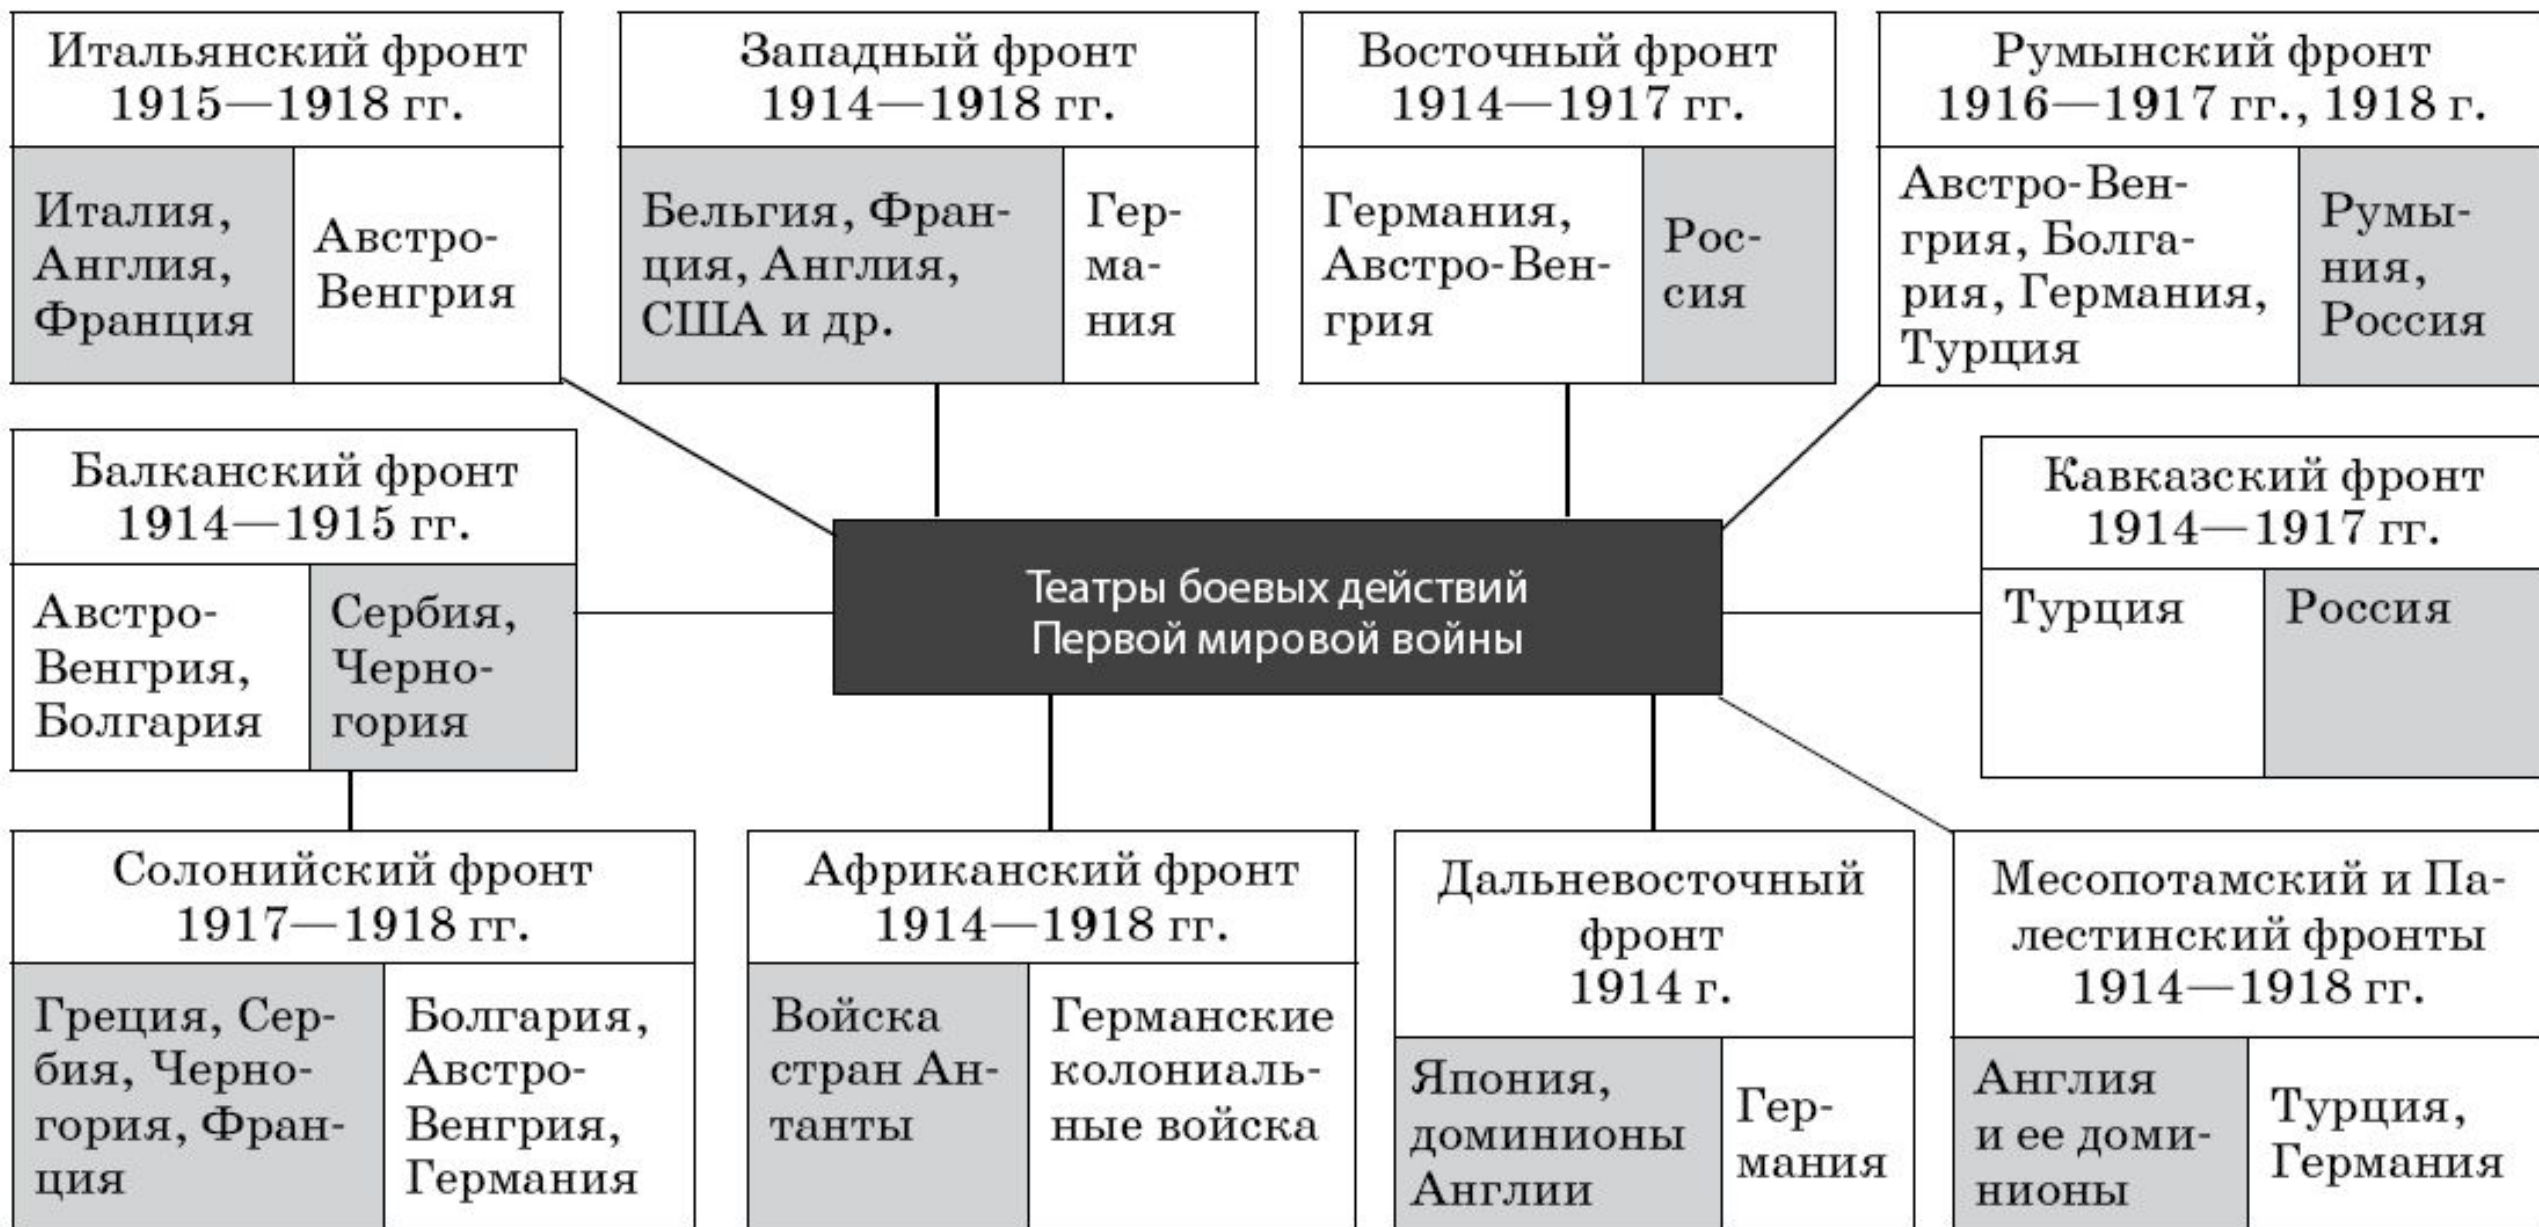 Итальянский фронт
1915—1918 гг.
Италия,
Англия,
Франция
Австро-
Венгрия
Западный фронт
1914—1918 гг.
Бельгия, Фран-
ция, Англия,
США и др.
Гер-
ма-
ния
Восточный фронт
1914—1917 гг.
Германия,
Австро-Вен-
грия
Рос-
сия
Румынский фронт
1916—1917 гг., 1918 г.
Австро-Вен-
грия, Болга-
рия, Германия,
Турция
Румы-
ния,
Россия
Балканский фронт
1914—1915 гг.
Австро-
Венгрия,
Болгария
Сербия,
Черно-
гория
Театры боевых действий
Первой мировой войны
Кавказский фронт
1914—1917 гг.
Турция
Россия
Солонийский фронт
1917—1918 гг.
Греция, Сер-
бия, Черно-
гория, Фран-
ция
Болгария,
Австро-
Венгрия,
Германия
Африканский фронт
1914—1918 гг.
Войска
стран Ан-
танты
Германские
колониаль-
ные войска
Дальневосточный
фронт
1914 г.
Япония,
доминионы
Англии
Гер-
мания
Месопотамский и Па-
лестинский фронты
1914—1918 гг.
Англия
и ее доми-
нионы
Турция,
Германия